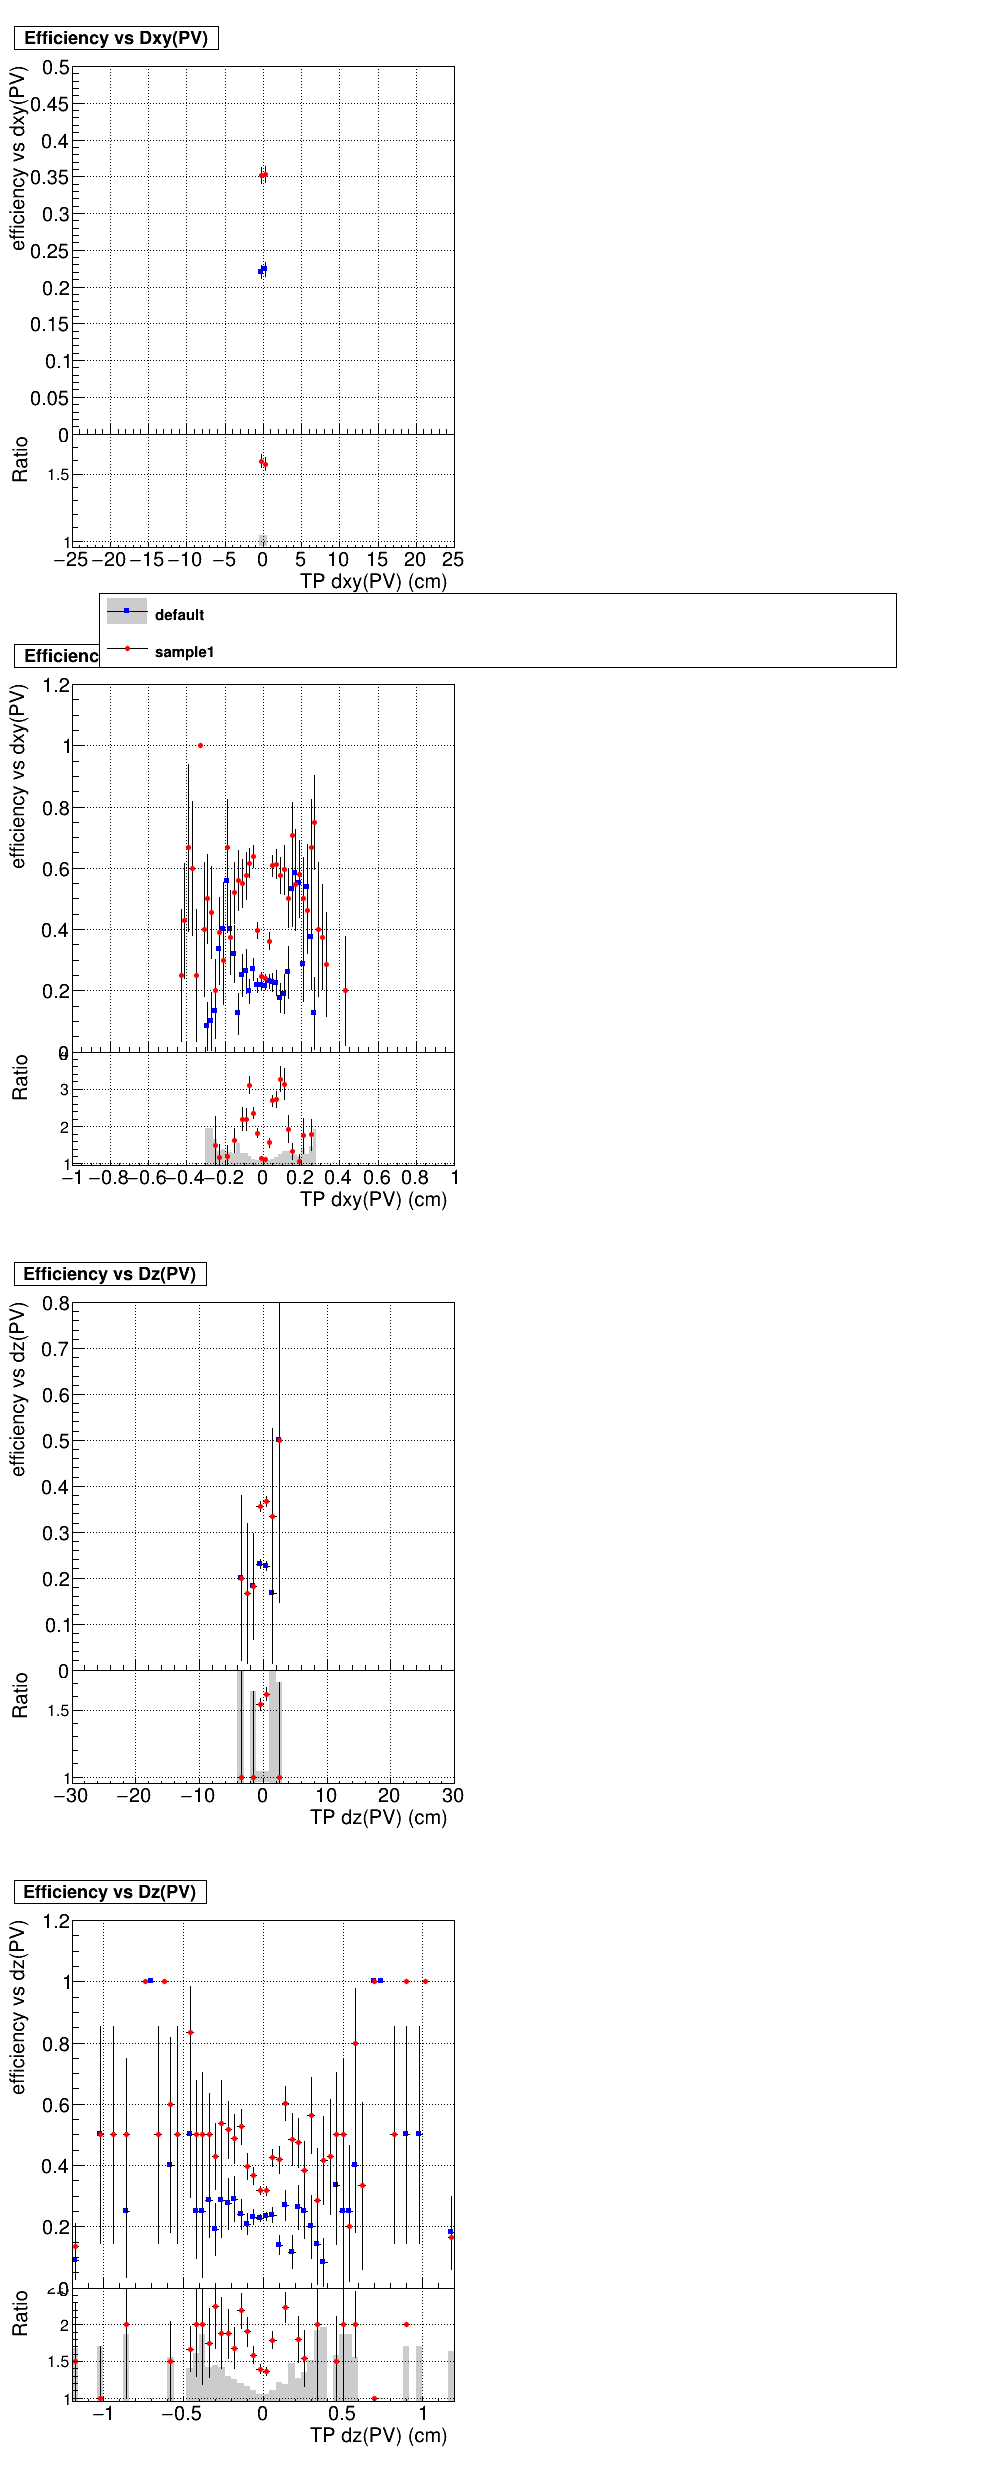 Efficiency vs Dxy(PV)
efficiency vs dxy(PV)
0.5
0.45
0.4
0.35
0.3
0.25
0.2
0.15
0.1
0.05
0
Ratio
1.5
1
−25 −20 −15 −10 −5 0 5 10 15 20 25
TP dxy(PV) (cm)
default
sample1
Efficienc
efficiency vs dxy(PV)
1.2
1
0.8
0.6
0.4
0.2
0
Ratio
3
2
1
−1 −0.8 −0.6 −0.4 −0.2 0 0.2 0.4 0.6 0.8 1
TP dxy(PV) (cm)
Efficiency vs Dz(PV)
efficiency vs dz(PV)
0.8
0.7
0.6
0.5
0.4
0.3
0.2
0.1
0
Ratio
1.5
1
−30 −20 −10 0 10 20 30
TP dz(PV) (cm)
Efficiency vs Dz(PV)
efficiency vs dz(PV)
1.2
1
0.8
0.6
0.4
0.2
0
Ratio
2
1.5
1
−1 −0.5 0 0.5 1
TP dz(PV) (cm)